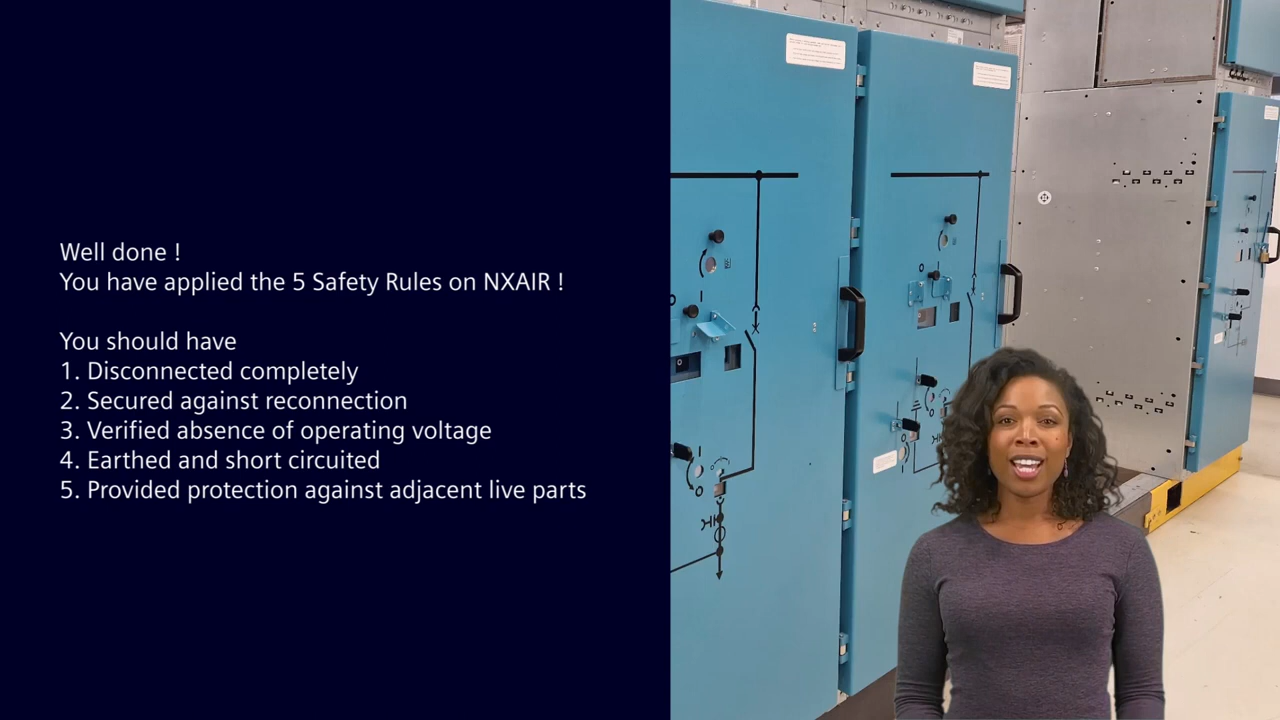 Well done !
You have applied the 5 Safety Rules on NXAIR !
You should have
1. Disconnected completely
2. Secured against reconnection
3. Verified absence of operating voltage
4. Earthed and short circuited
5. Provided protection against adjacent live parts